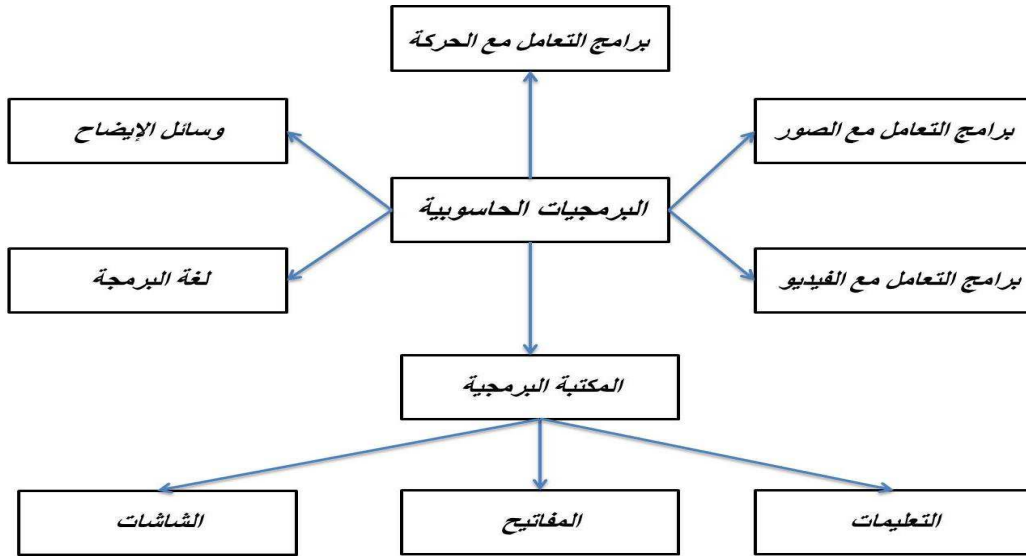 برامج التعامل مع الحركة
برامج التعامل مع الصور
وسائل الإيضاح
البرمجيات الحاسوبية
برامج التعامل مع الفيديو
لغة البرمجة
المكتبة البرمجية
التعليمات
المفاتيح
الشاشات